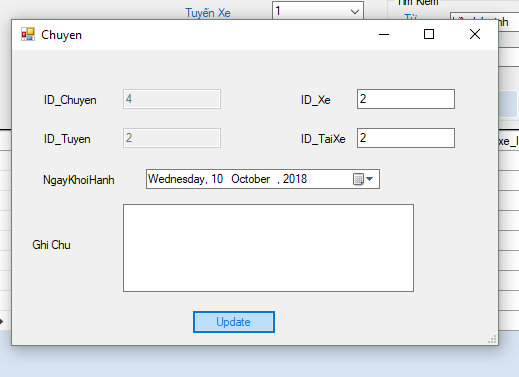 Tìm Kiếm
Tuyến Xe
1
Từ
Chuyen
ID_Chuyen
4
ID_Xe
2
ID_Tuyen
2
ID_TaiXe
2
xe_l
NgayKhoiHanh
Wednesday, 10 October , 2018
Ghi Chu
Update